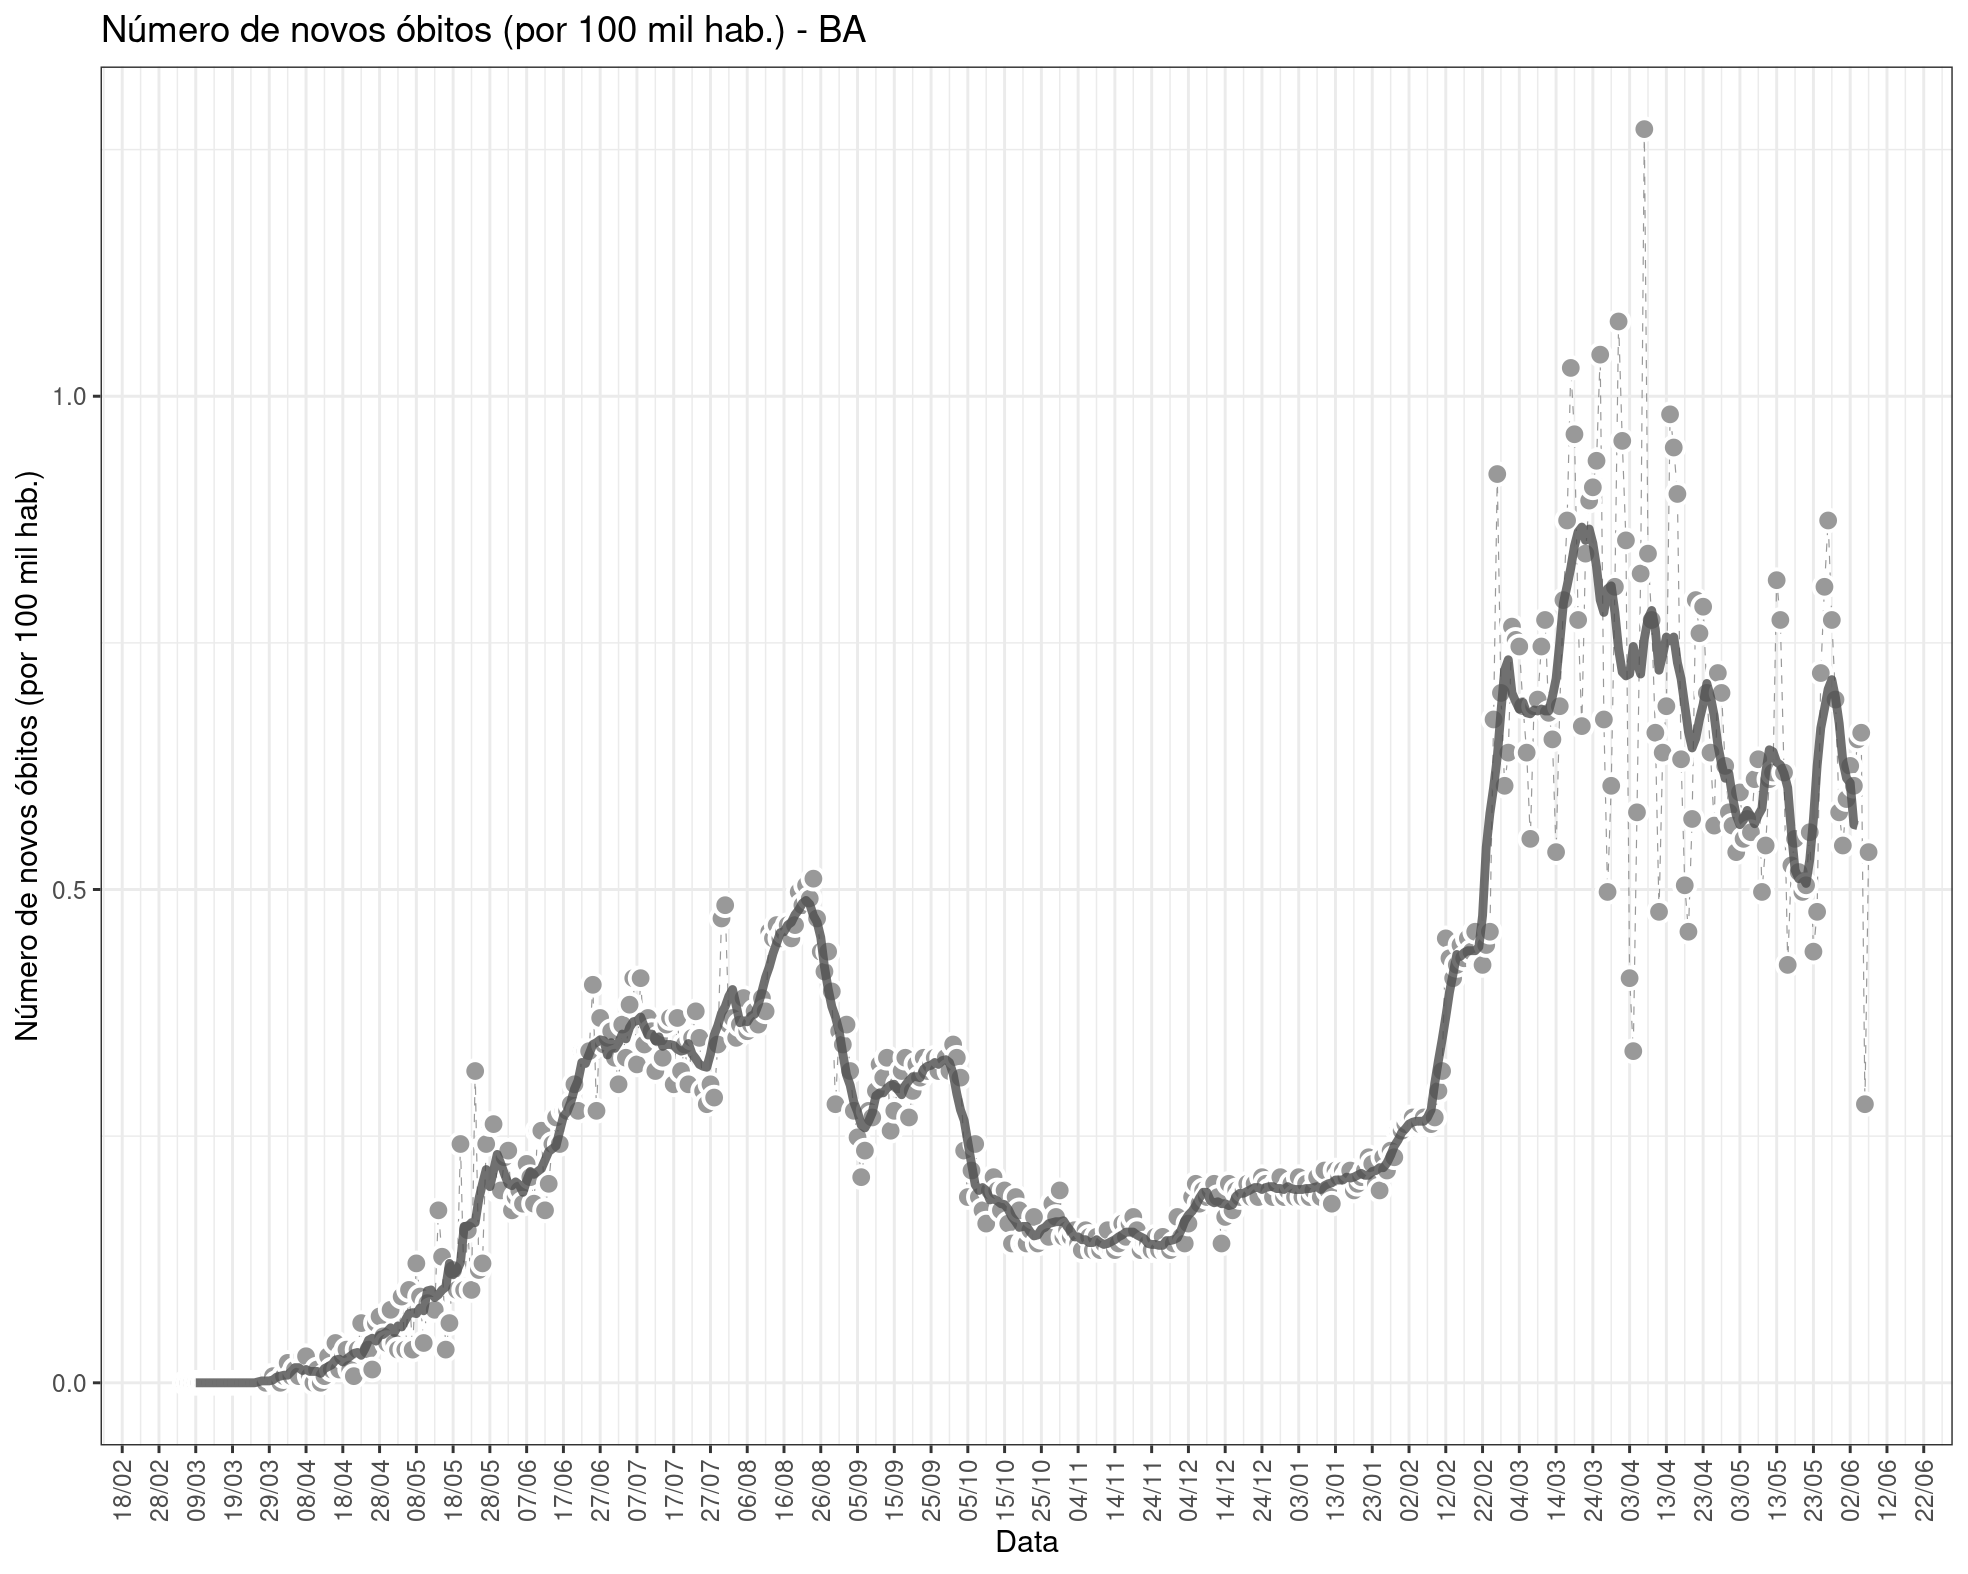 Número de novos óbitos (por 100 mil hab.) - BA
Número de novos óbitos (por 100 mil hab.)
1.0
0.5
0.0
18/02 28/02 09/03 19/03 29/03 08/04 18/04 28/04 08/05 18/05 28/05 07/06 17/06 27/06 07/07 17/07 27/07 06/08 16/08 26/08 05/09 15/09 25/09 05/10 15/10 25/10 04/11 14/11 24/11 04/12 14/12 24/12 03/01 13/01 23/01 02/02 12/02 22/02 04/03 14/03 24/03 03/04 13/04 23/04 03/05 13/05 23/05 02/06 12/06 22/06
Data